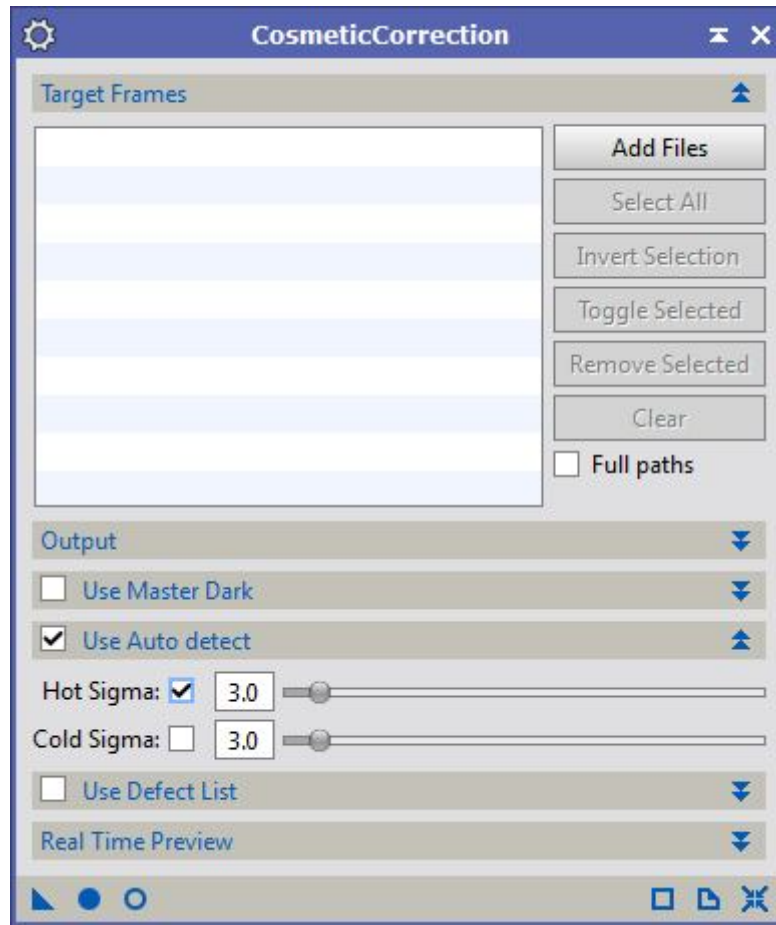 CosmeticCorrection
Target Frames
Add Files
Select All
Invert Selection
Toggle Selected
Remove Selected
Clear
Full paths
Output
Use Master Dark
Use Auto detect
Hot Sigma: 3.0
Cold Sigma: 3.0
Use Defect List
Real Time Preview